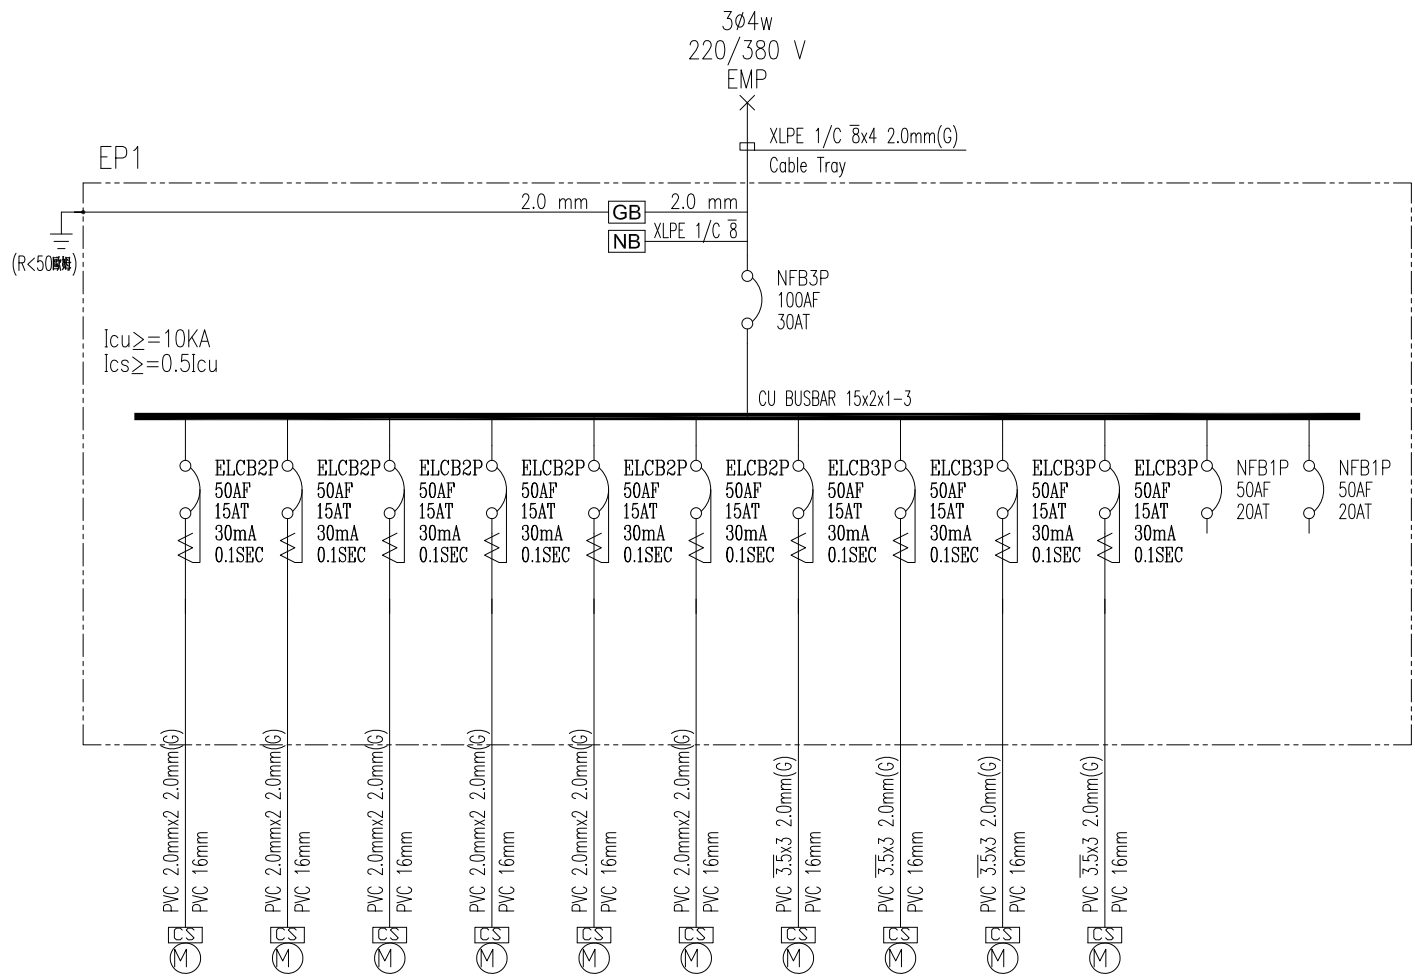 3ø4w
220/380 V
EMP
XLPE 1/C 8̅x4 2.0mm(G)
Cable Tray
EP1
2.0 mm
GB
2.0 mm
NB
XLPE 1/C 8̅
(R<50歐姆)
NFB3P
100AF
30AT
Icu≥=10KA
Ics≥=0.5Icu
CU BUSBAR 15x2x1-3
ELCB2P
50AF
15AT
30mA
0.1SEC
ELCB2P
50AF
15AT
30mA
0.1SEC
ELCB2P
50AF
15AT
30mA
0.1SEC
ELCB2P
50AF
15AT
30mA
0.1SEC
ELCB2P
50AF
15AT
30mA
0.1SEC
ELCB2P
50AF
15AT
30mA
0.1SEC
ELCB3P
50AF
15AT
30mA
0.1SEC
ELCB3P
50AF
15AT
30mA
0.1SEC
ELCB3P
50AF
15AT
30mA
0.1SEC
ELCB3P
50AF
15AT
30mA
0.1SEC
NFB1P
50AF
20AT
NFB1P
50AF
20AT
PVC 2.0mmx2 2.0mm(G)
PVC 16mm
PVC 2.0mmx2 2.0mm(G)
PVC 16mm
PVC 2.0mmx2 2.0mm(G)
PVC 16mm
PVC 2.0mmx2 2.0mm(G)
PVC 16mm
PVC 2.0mmx2 2.0mm(G)
PVC 16mm
PVC 2.0mmx2 2.0mm(G)
PVC 16mm
PVC 3̅.5x3 2.0mm(G)
PVC 16mm
PVC 3̅.5x3 2.0mm(G)
PVC 16mm
PVC 3̅.5x3 2.0mm(G)
PVC 16mm
PVC 3̅.5x3 2.0mm(G)
PVC 16mm
CS
M
CS
M
CS
M
CS
M
CS
M
CS
M
CS
M
CS
M
CS
M
CS
M